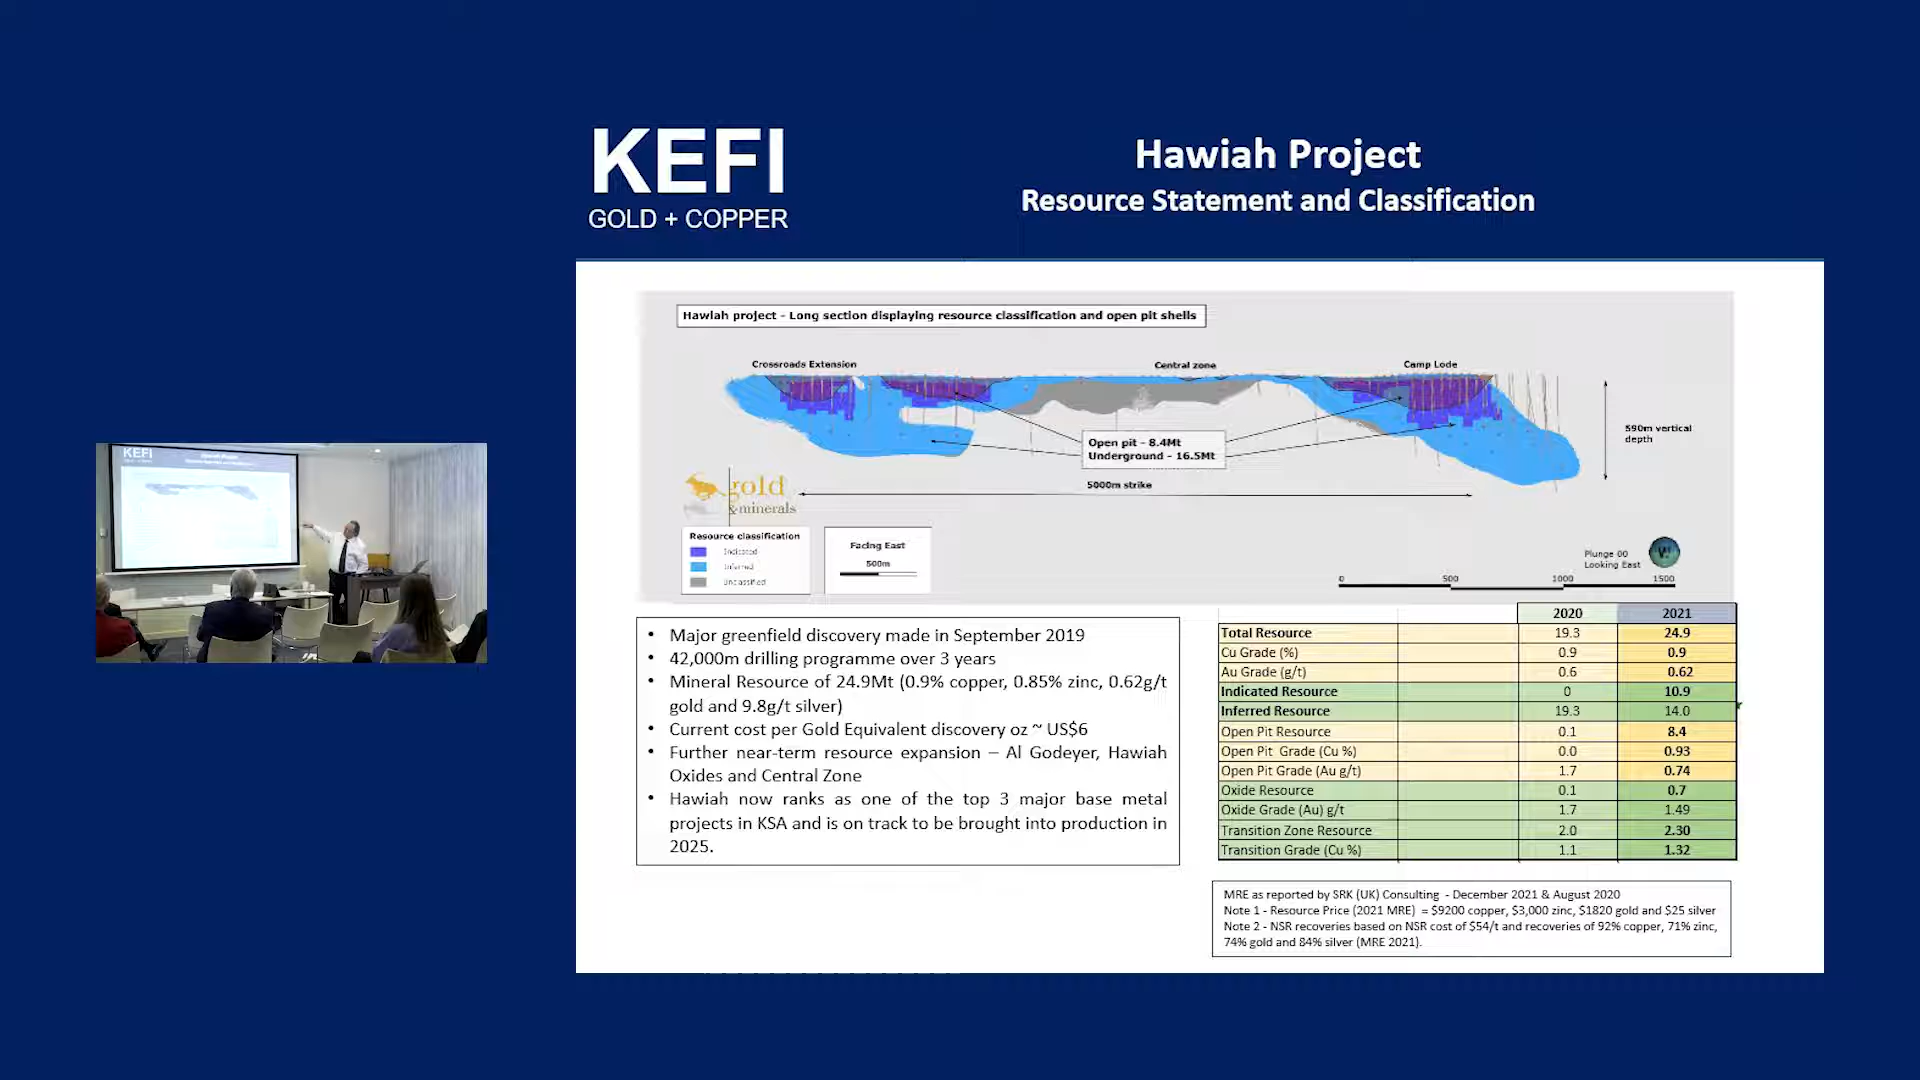 KEFI
GOLD + COPPER
Hawiah Project
Resource Statement and Classification
Hawiah project - Long section displaying resource classification and open pit shells
Crossroads Extension
Central zone
Camp Lode
Open pit - 8.4Mt
Underground - 16.5Mt
590m vertical
depth
5000m strike
gold
& minerals
Resource classification
Indicated
Inferred
Unclassified
Facing East
500m
Plunge 00
Looking East
0 500 1000 1500
• Major greenfield discovery made in September 2019
• 42,000m drilling programme over 3 years
• Mineral Resource of 24.9Mt (0.9% copper, 0.85% zinc, 0.62g/t
gold and 9.8g/t silver)
• Current cost per Gold Equivalent discovery oz ~ US$6
• Further near-term resource expansion – Al Godeyer, Hawiah
Oxides and Central Zone
• Hawiah now ranks as one of the top 3 major base metal
projects in KSA and is on track to be brought into production in
2025.
2020 2021
Total Resource 19.3 24.9
Cu Grade (%) 0.9 0.9
Au Grade (g/t) 0.6 0.62
Indicated Resource 0 10.9
Inferred Resource 19.3 14.0
Open Pit Resource 0.1 8.4
Open Pit Grade (Cu %) 0.0 0.93
Open Pit Grade (Au g/t) 1.7 0.74
Oxide Resource 0.1 0.7
Oxide Grade (Au) g/t 1.7 1.49
Transition Zone Resource 2.0 2.30
Transition Grade (Cu %) 1.1 1.32
MRE as reported by SRK (UK) Consulting - December 2021 & August 2020
Note 1 - Resource Price (2021 MRE) = $9200 copper, $3,000 zinc, $1820 gold and $25 silver
Note 2 - NSR recoveries based on NSR cost of $54/t and recoveries of 92% copper, 71% zinc,
74% gold and 84% silver (MRE 2021).
KEFI